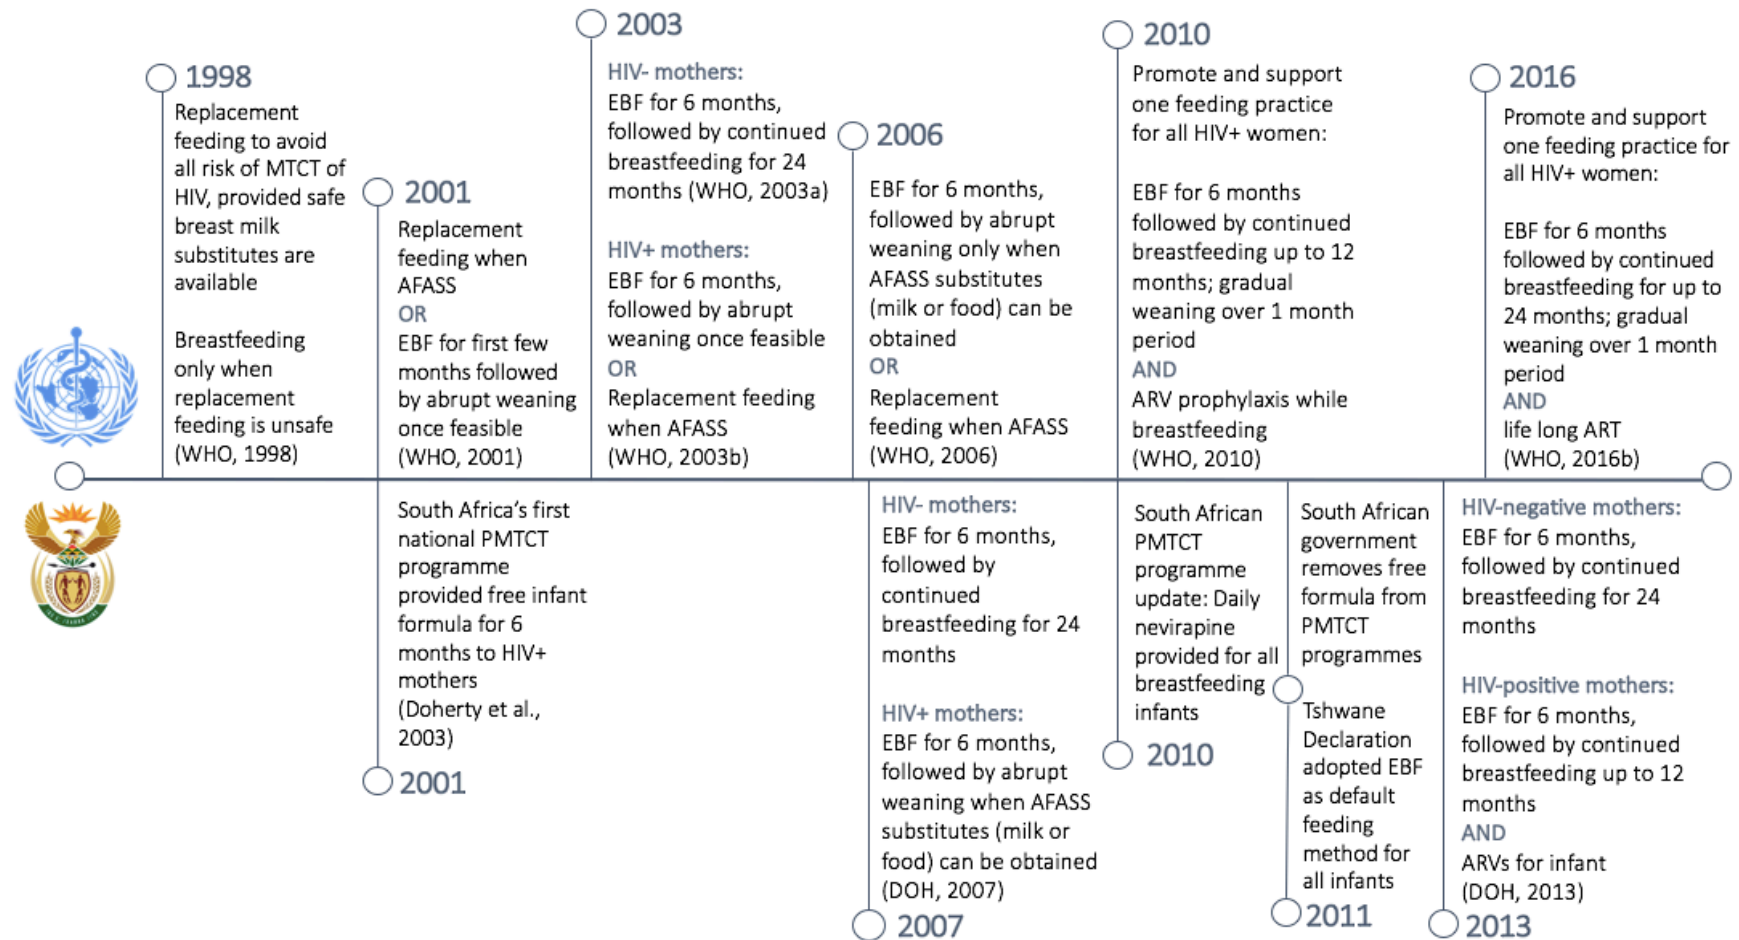 1998
Replacement
feeding to avoid
all risk of MTCT of
HIV, provided safe
breast milk
substitutes are
available
Breastfeeding
only when
replacement
feeding is unsafe
(WHO, 1998)
2001
Replacement
feeding when
AFASS
OR
EBF for first few
months followed
by abrupt weaning
once feasible
(WHO, 2001)
2003
HIV- mothers:
EBF for 6 months,
followed by continued
breastfeeding for 24
months (WHO, 2003a)
HIV+ mothers:
EBF for 6 months,
followed by abrupt
weaning once feasible
OR
Replacement feeding
when AFASS
(WHO, 2003b)
2006
EBF for 6 months,
followed by abrupt
weaning only when
AFASS substitutes
(milk or food) can be
obtained
OR
Replacement
feeding when AFASS
(WHO, 2006)
2010
Promote and support
one feeding practice
for all HIV+ women:
EBF for 6 months
followed by continued
breastfeeding up to 12
months; gradual
weaning over 1 month
period
AND
ARV prophylaxis while
breastfeeding
(WHO, 2010)
2016
Promote and support
one feeding practice for
all HIV+ women:
EBF for 6 months
followed by continued
breastfeeding for up to
24 months; gradual
weaning over 1 month
period
AND
life long ART
(WHO, 2016b)
South Africa's first
national PMTCT
programme
provided free infant
formula for 6
months to HIV+
mothers
(Doherty et al.,
2003)
2001
HIV- mothers:
EBF for 6 months,
followed by
continued
breastfeeding for 24
months
HIV+ mothers:
EBF for 6 months,
followed by abrupt
weaning when AFASS
substitutes (milk or
food) can be obtained
(DOH, 2007)
2007
South African
PMTCT
programme
update: Daily
nevirapine
provided for all
breastfeeding
infants
2010
South African
government
removes free
formula from
PMTCT
programmes
Tshwane
Declaration
adopted EBF
as default
feeding
method for
all infants
2011
HIV-negative mothers:
EBF for 6 months,
followed by continued
breastfeeding for 24
months
HIV-positive mothers:
EBF for 6 months,
followed by continued
breastfeeding up to 12
months
AND
ARVs for infant
(DOH, 2013)
2013